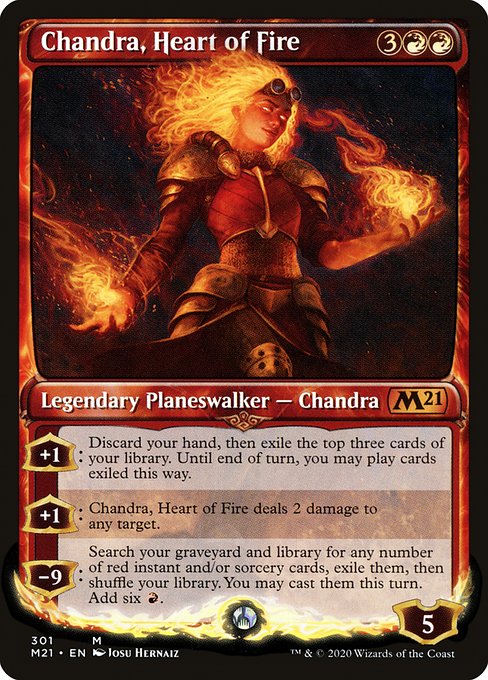 Chandra, Heart of Fire 3
Legendary Planeswalker — Chandra M21
+1: Discard your hand, then exile the top three cards of
your library. Until end of turn, you may play cards
exiled this way.
+1: Chandra, Heart of Fire deals 2 damage to
any target.
−9: Search your graveyard and library for any number
of red instant and/or sorcery cards, exile them, then
shuffle your library. You may cast them this turn.
Add six .
5
301 M
M21 • EN Josu Hernaiz
™ & © 2020 Wizards of the Coast